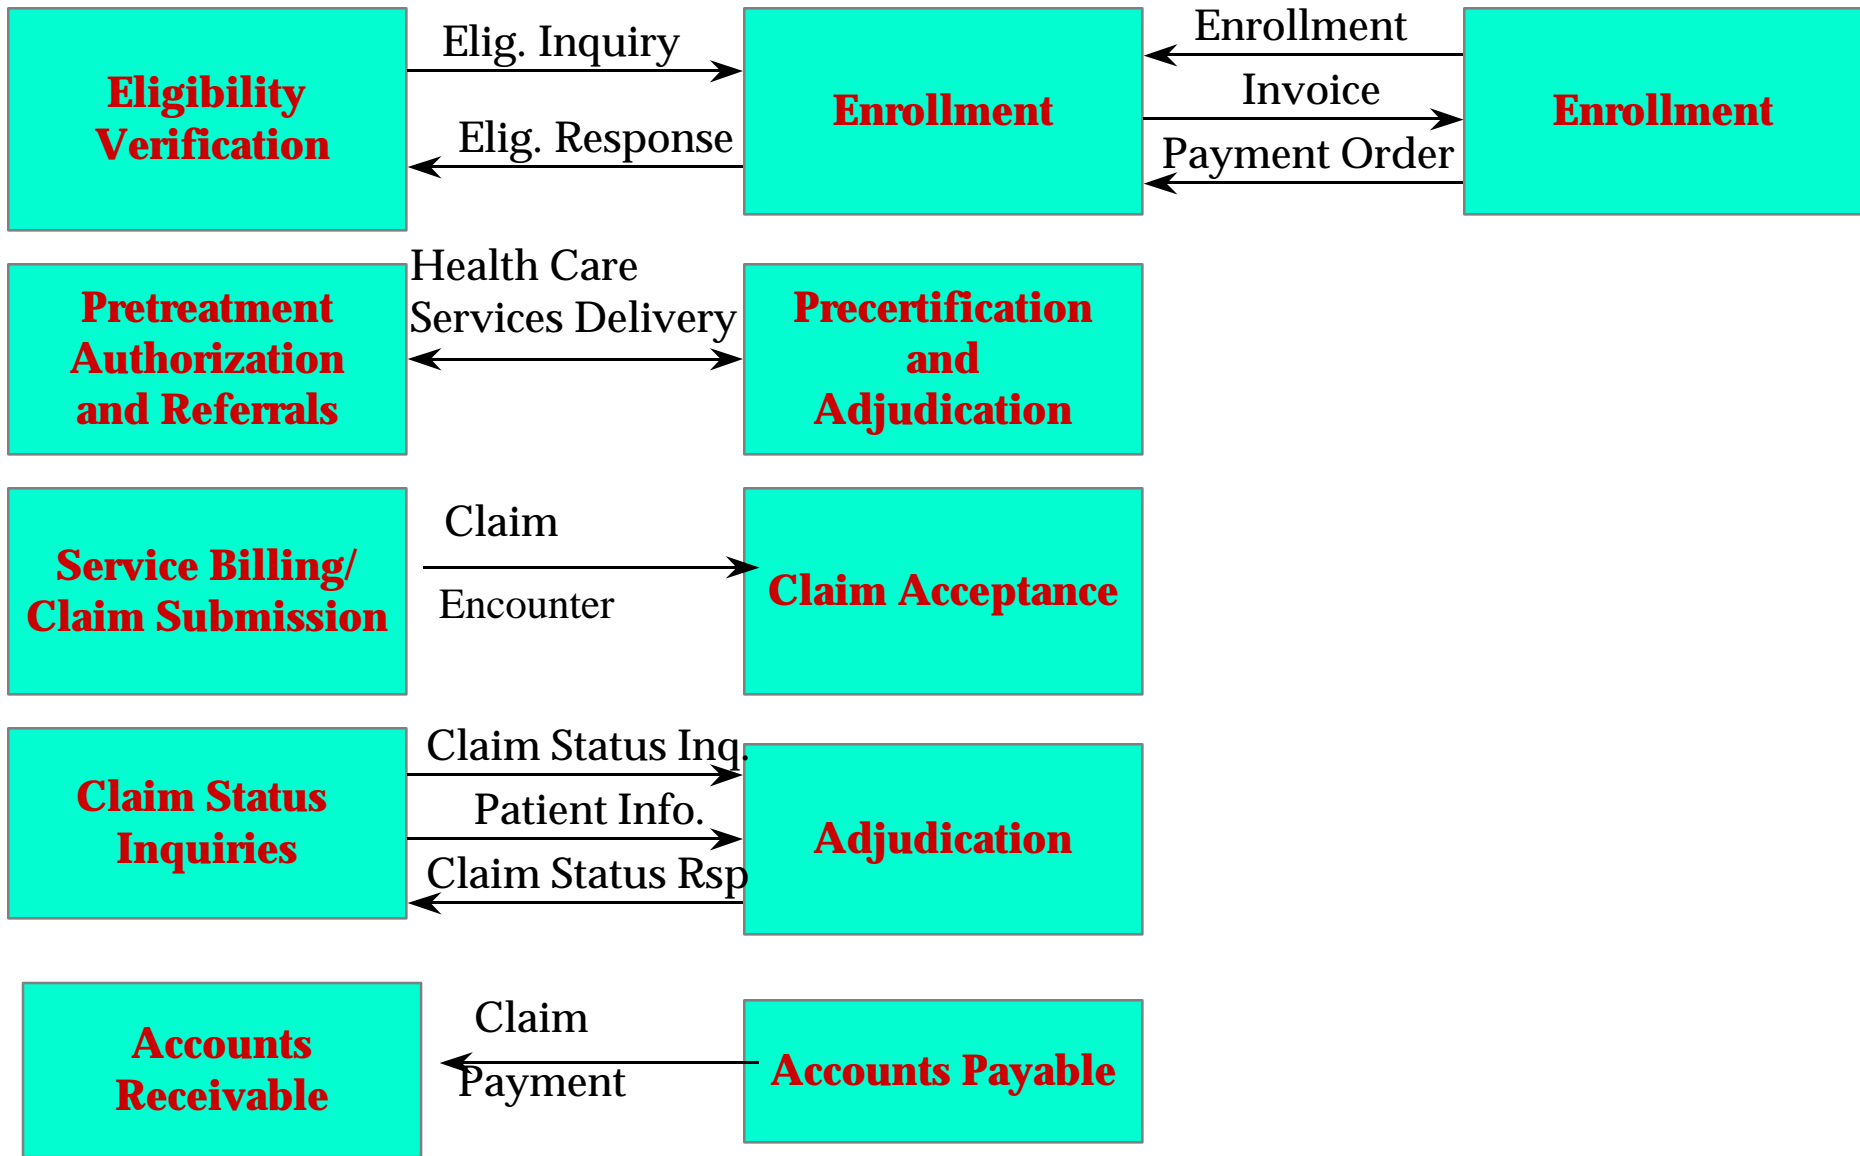 Eligibility
Verification
Elig. Inquiry
Elig. Response
Enrollment
Enrollment
Invoice
Payment Order
Enrollment
Pretreatment
Authorization
and Referrals
Health Care
Services Delivery
Precertification
and
Adjudication
Service Billing/
Claim Submission
Claim
Encounter
Claim Acceptance
Claim Status
Inquiries
Claim Status Inq.
Patient Info.
Claim Status Rsp
Adjudication
Accounts
Receivable
Claim
Payment
Accounts Payable